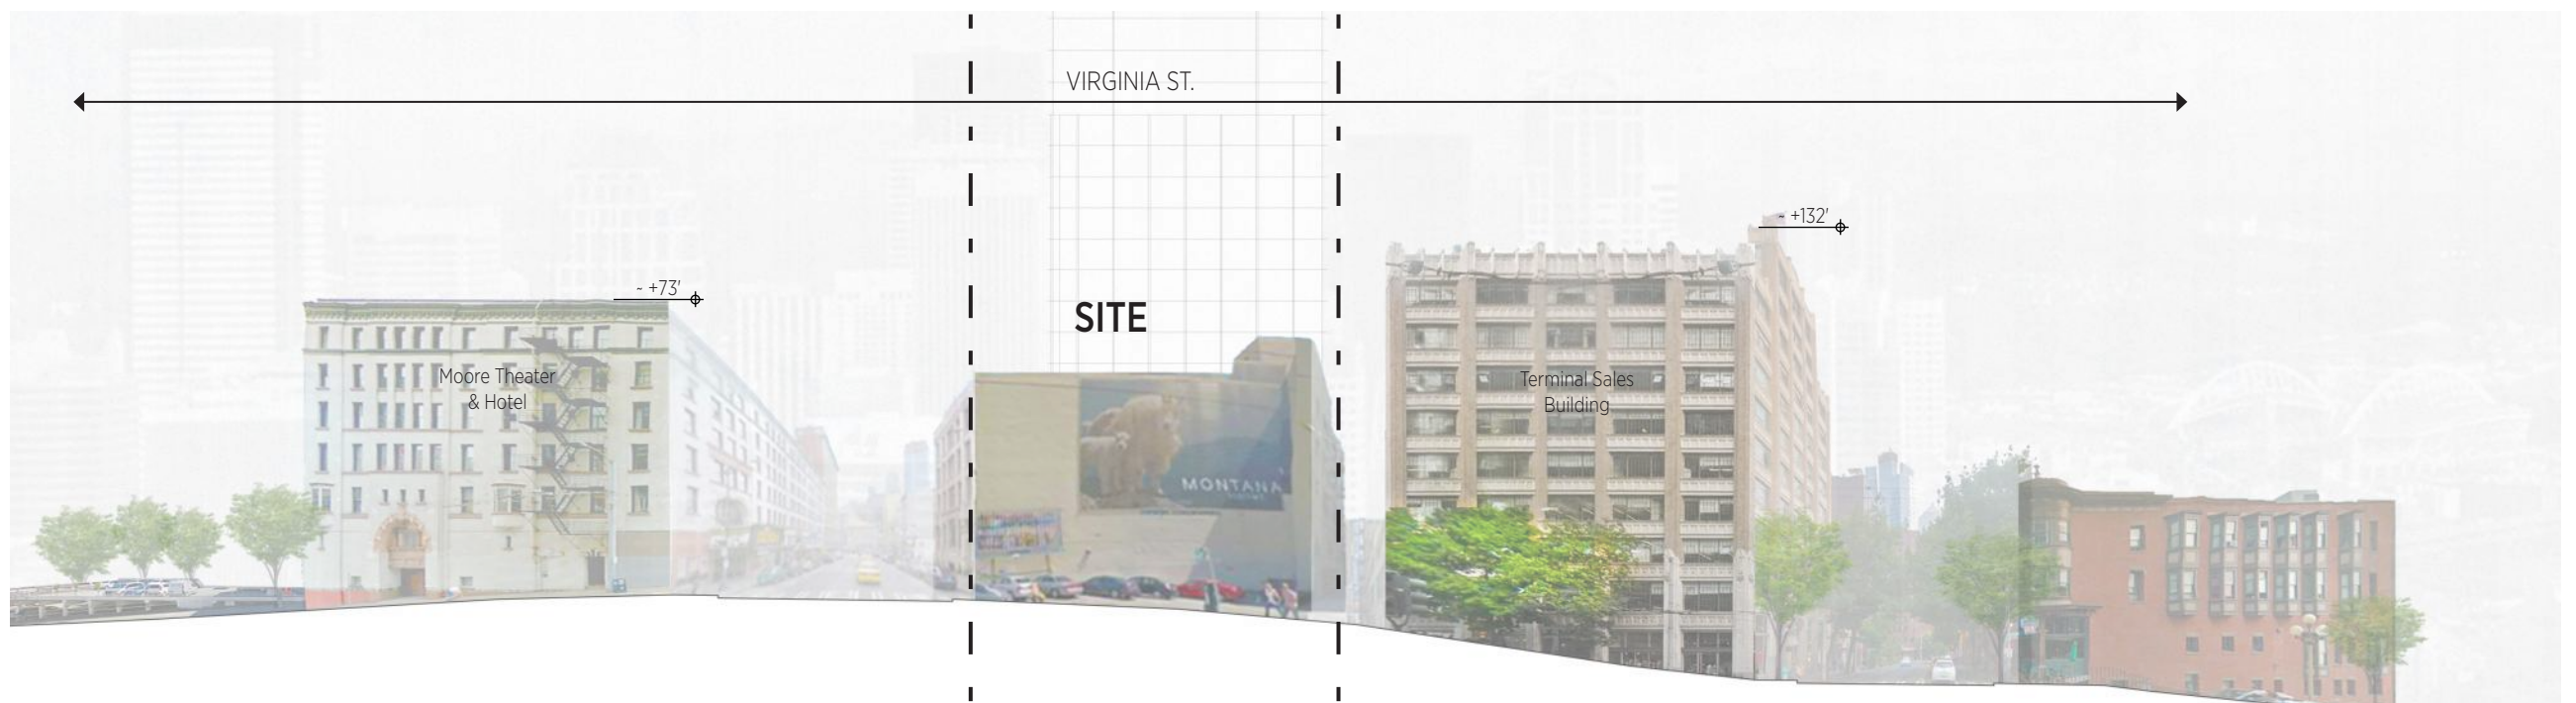 VIRGINIA ST.
~ +132'
~ +73'
SITE
Moore Theater
& Hotel
Terminal Sales
Building
MONTANA